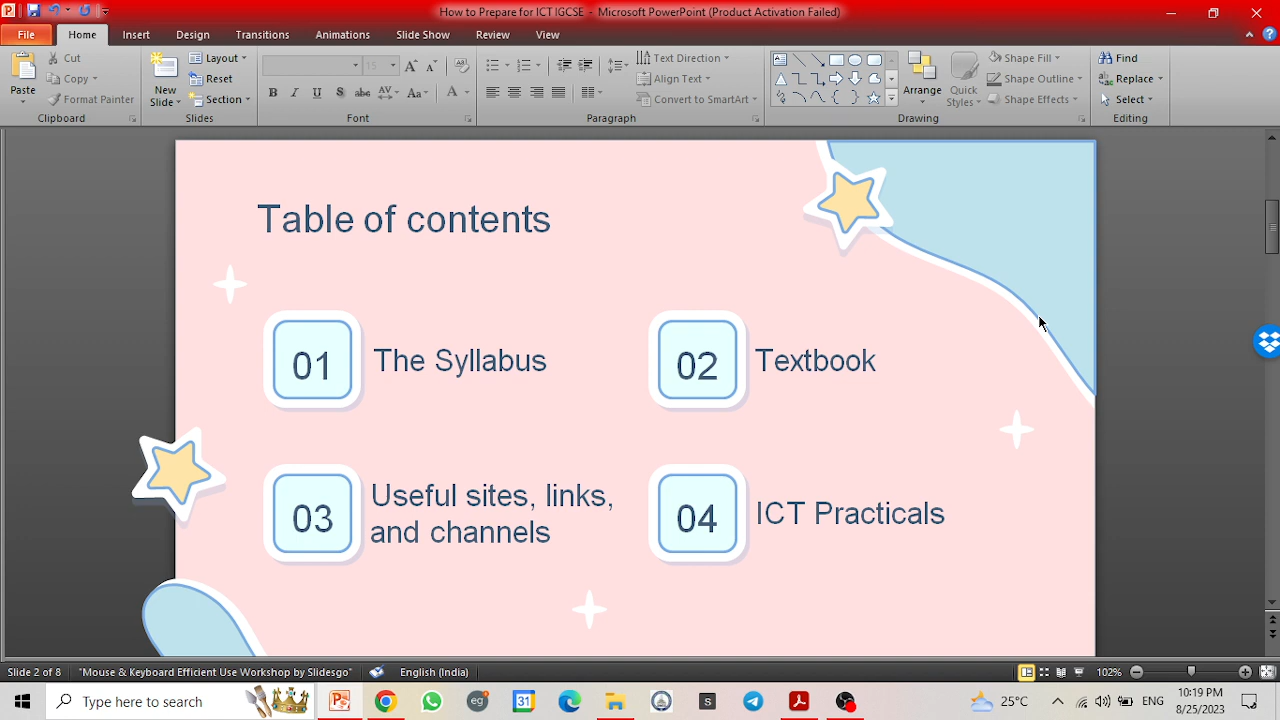 How to Prepare for ICT IGCSE - Microsoft PowerPoint (Product Activation Failed)
File Home Insert Design Transitions Animations Slide Show Review View
Paste
Cut
Copy
Format Painter
Clipboard
New Slide
Layout
Reset
Section
Slides
15
B I U S abc AV Aa A
Font
Text Direction
Align Text
Convert to SmartArt
Paragraph
Arrange
Quick Styles
Shape Fill
Shape Outline
Shape Effects
Drawing
Find
Replace
Select
Editing
Table of contents
01 The Syllabus
02 Textbook
03 Useful sites, links,
and channels
04 ICT Practicals
Slide 2 of 8 "Mouse & Keyboard Efficient Use Workshop by Slidesgo" English (India) 102%
Type here to search 25°C ENG 10:19 PM
8/25/2023